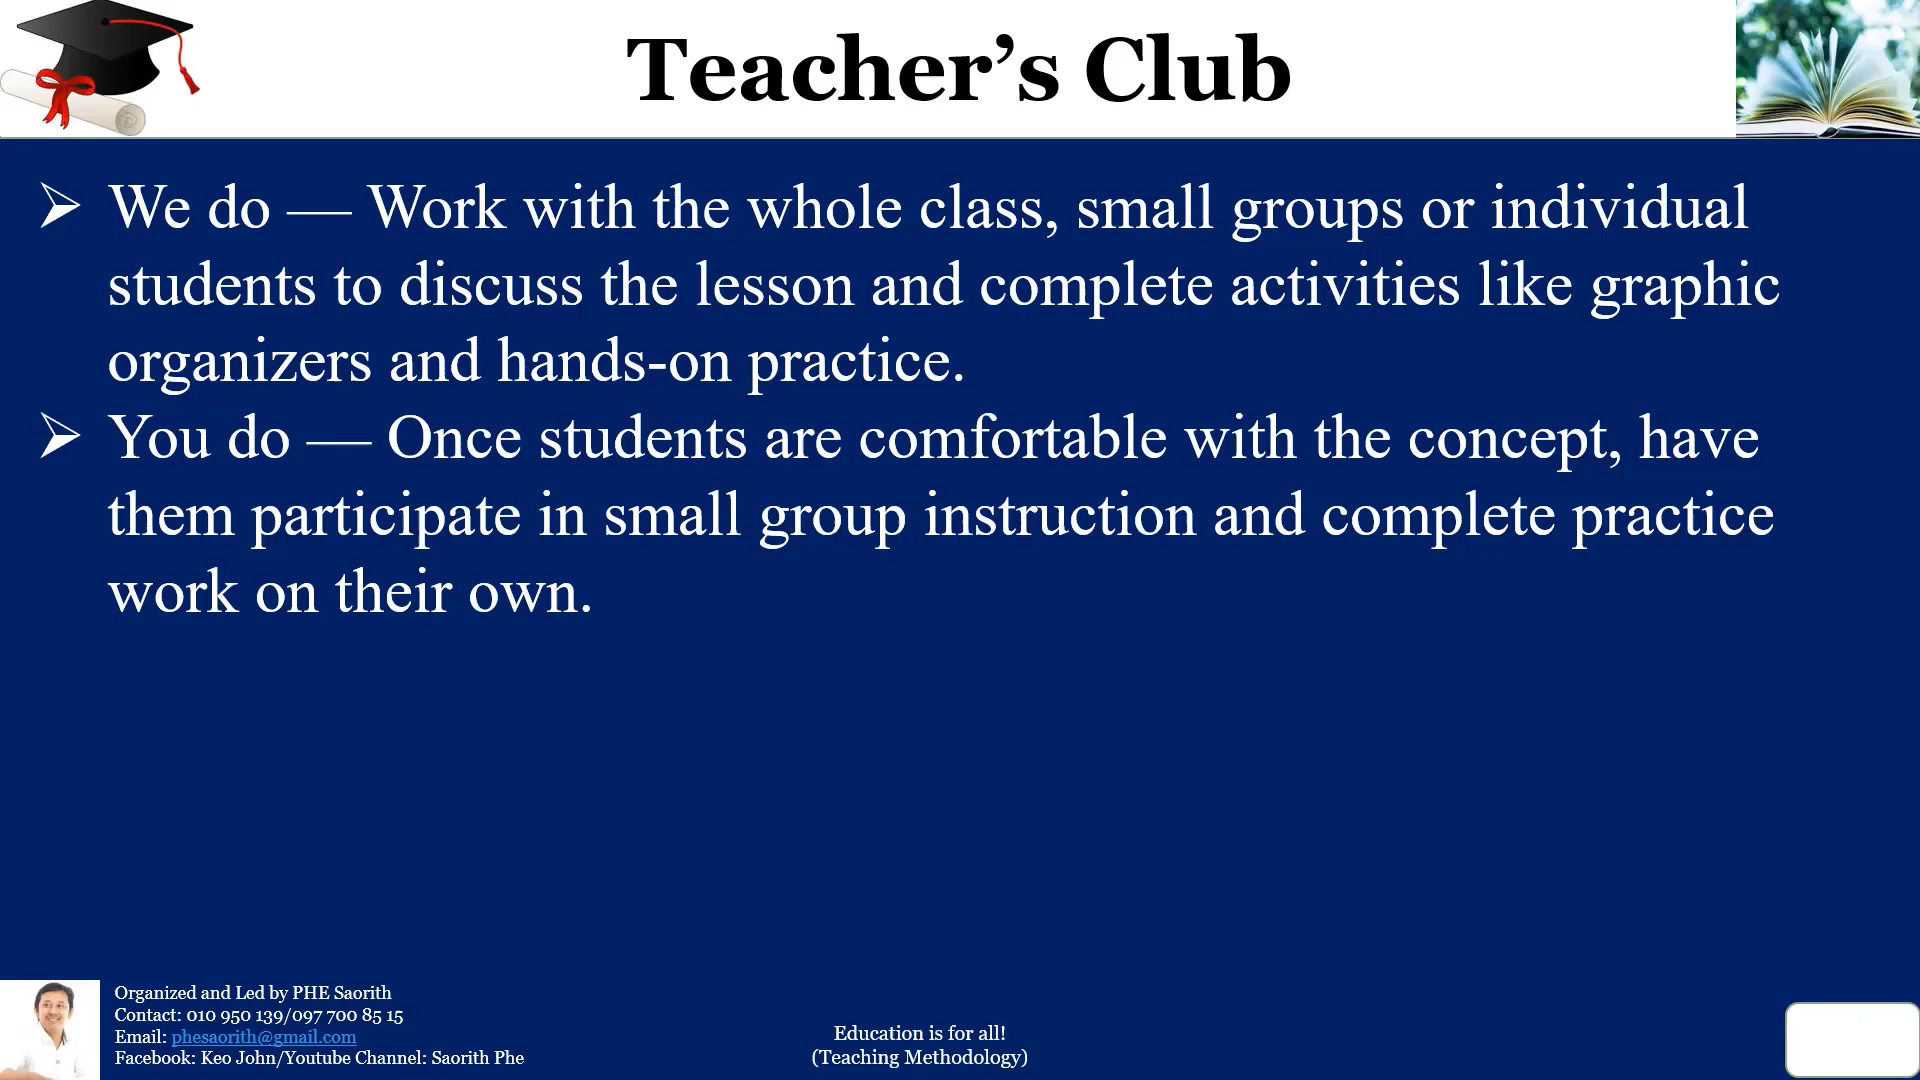 Teacher’s Club
➢ We do — Work with the whole class, small groups or individual
students to discuss the lesson and complete activities like graphic
organizers and hands-on practice.
➢ You do — Once students are comfortable with the concept, have
them participate in small group instruction and complete practice
work on their own.
Organized and Led by PHE Saorith
Contact: 010 950 139/097 700 85 15
Email: phesaorith@gmail.com
Facebook: Keo John/Youtube Channel: Saorith Phe
Education is for all!
(Teaching Methodology)